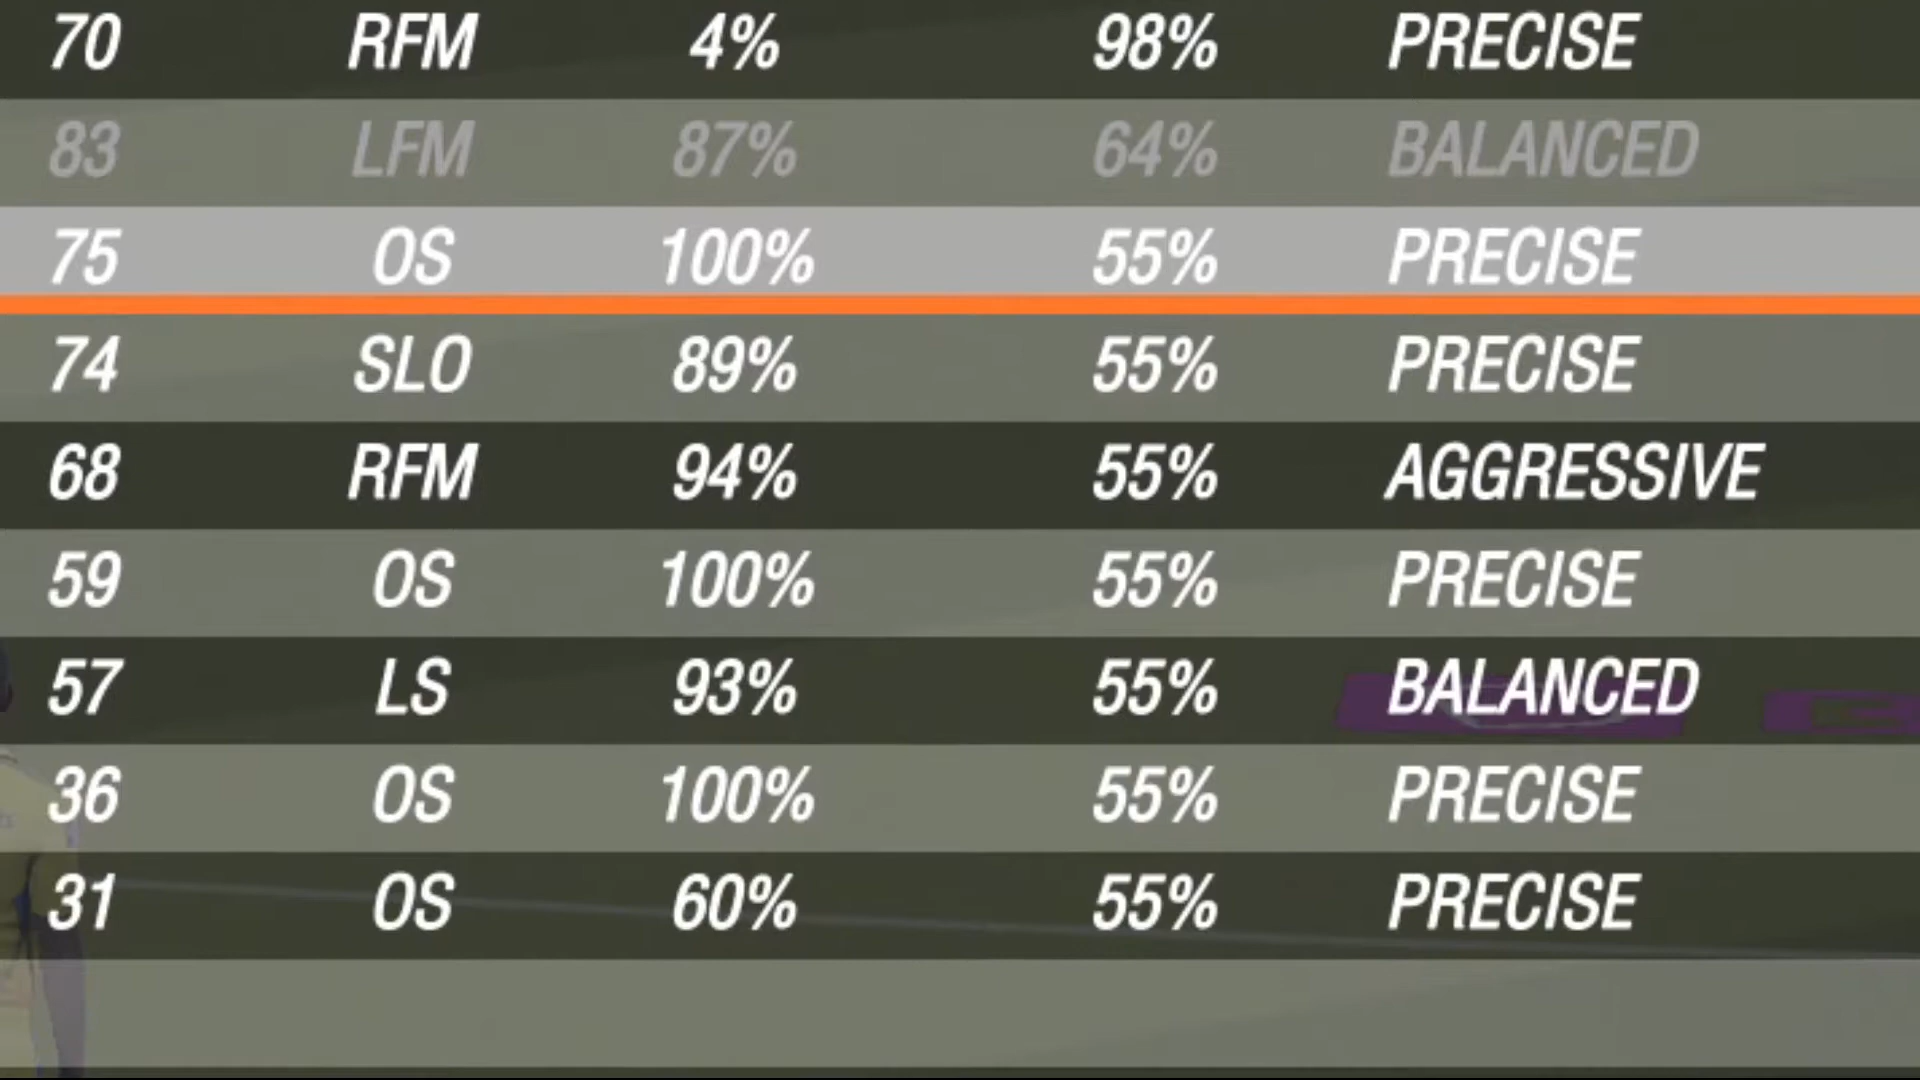 70 RFM 4% 98% PRECISE
83 LFM 87% 64% BALANCED
75 OS 100% 55% PRECISE
74 SLO 89% 55% PRECISE
68 RFM 94% 55% AGGRESSIVE
59 OS 100% 55% PRECISE
57 LS 93% 55% BALANCED
36 OS 100% 55% PRECISE
31 OS 60% 55% PRECISE